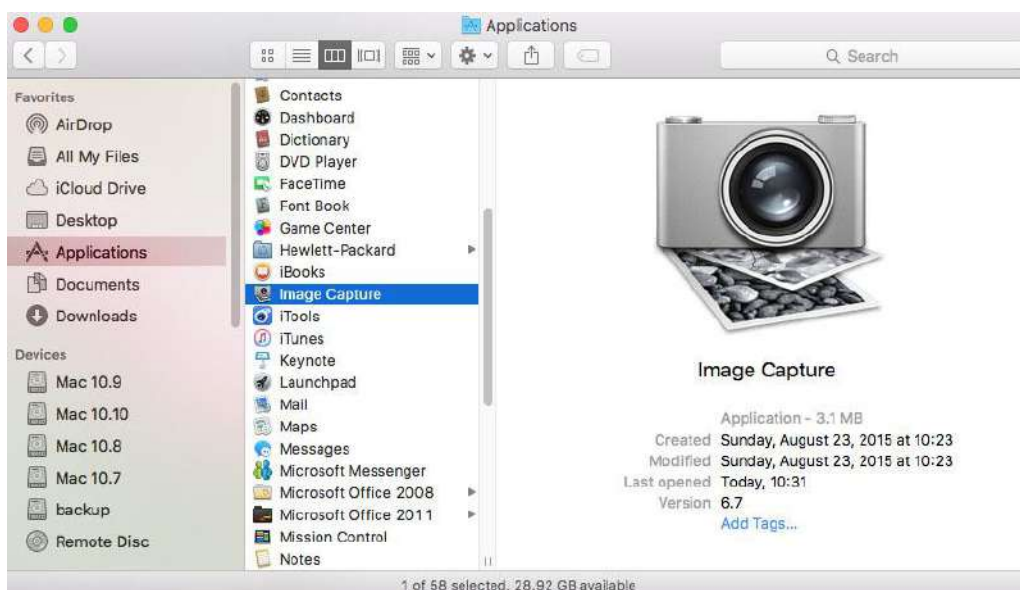 Applications
Search
Favorites
AirDrop
All My Files
iCloud Drive
Desktop
Applications
Documents
Downloads
Devices
Mac 10.9
Mac 10.10
Mac 10.8
Mac 10.7
backup
Remote Disc
Contacts
Dashboard
Dictionary
DVD Player
FaceTime
Font Book
Game Center
Hewlett-Packard
iBooks
Image Capture
iTools
iTunes
Keynote
Launchpad
Mail
Maps
Messages
Microsoft Messenger
Microsoft Office 2008
Microsoft Office 2011
Mission Control
Notes
Image Capture
Application - 3.1 MB
Created Sunday, August 23, 2015 at 10:23
Modified Sunday, August 23, 2015 at 10:23
Last opened Today, 10:31
Version 6.7
Add Tags...
1 of 58 selected, 28.92 GB available